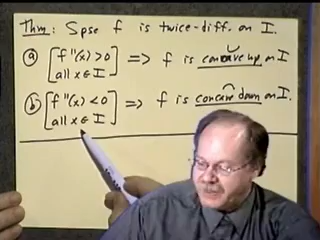 Thm: Spse f is twice-diff. on I.
(a) [f''(x) > 0 all x ∈ I] => f is concave up on I
(b) [f''(x) < 0 all x ∈ I] => f is concave down on I.